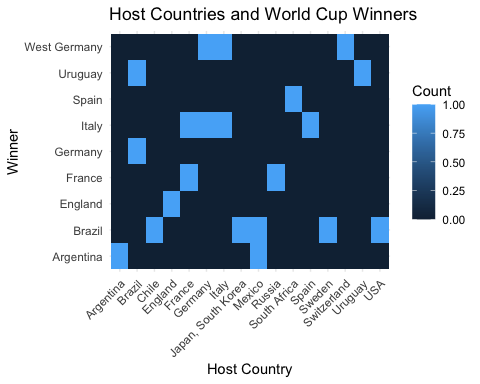 Host Countries and World Cup Winners
Winner
West Germany
Uruguay
Spain
Italy
Germany
France
England
Brazil
Argentina
Count
1.00
0.75
0.50
0.25
0.00
Argentina
Brazil
Chile
England
France
Germany
Italy
Japan, South Korea
Mexico
Russia
South Africa
Spain
Sweden
Switzerland
Uruguay
USA
Host Country